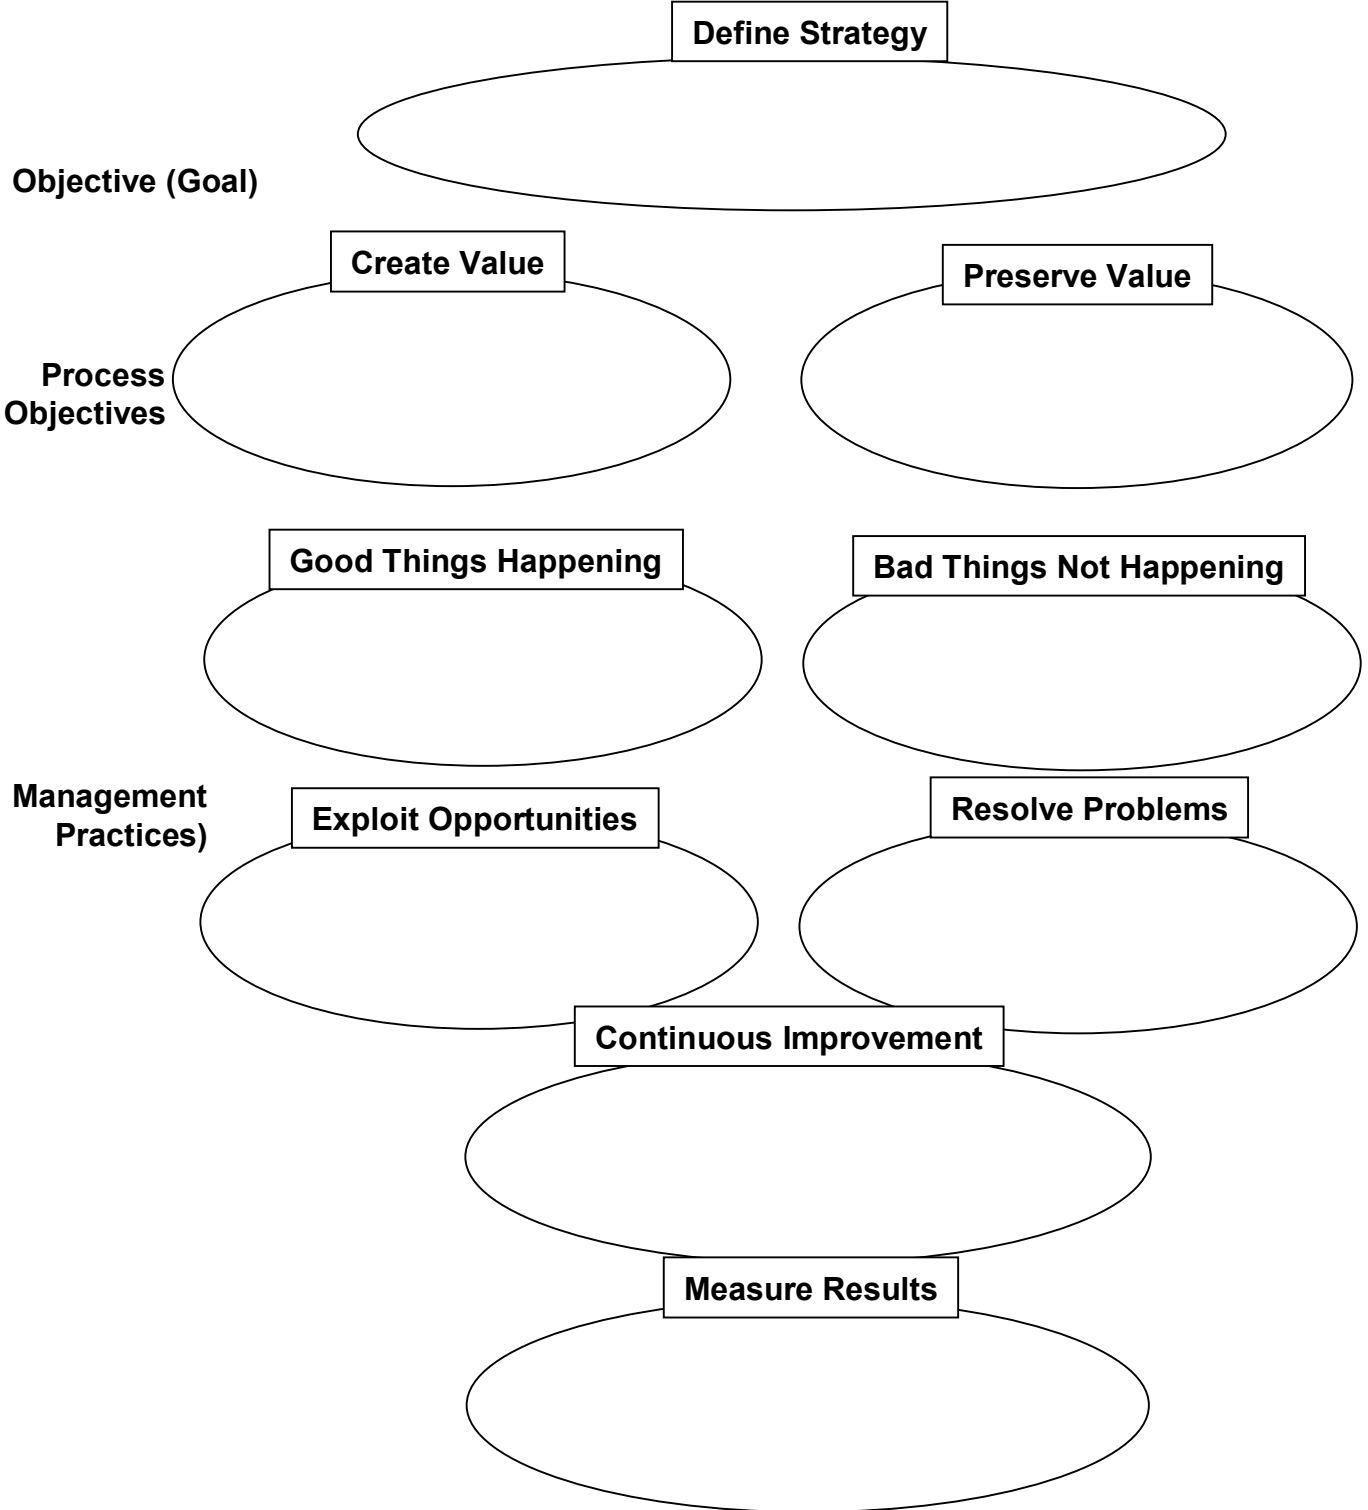 Define Strategy
Objective (Goal)
Create Value
Preserve Value
Process
Objectives
Good Things Happening
Bad Things Not Happening
Management
Practices)
Exploit Opportunities
Resolve Problems
Continuous Improvement
Measure Results